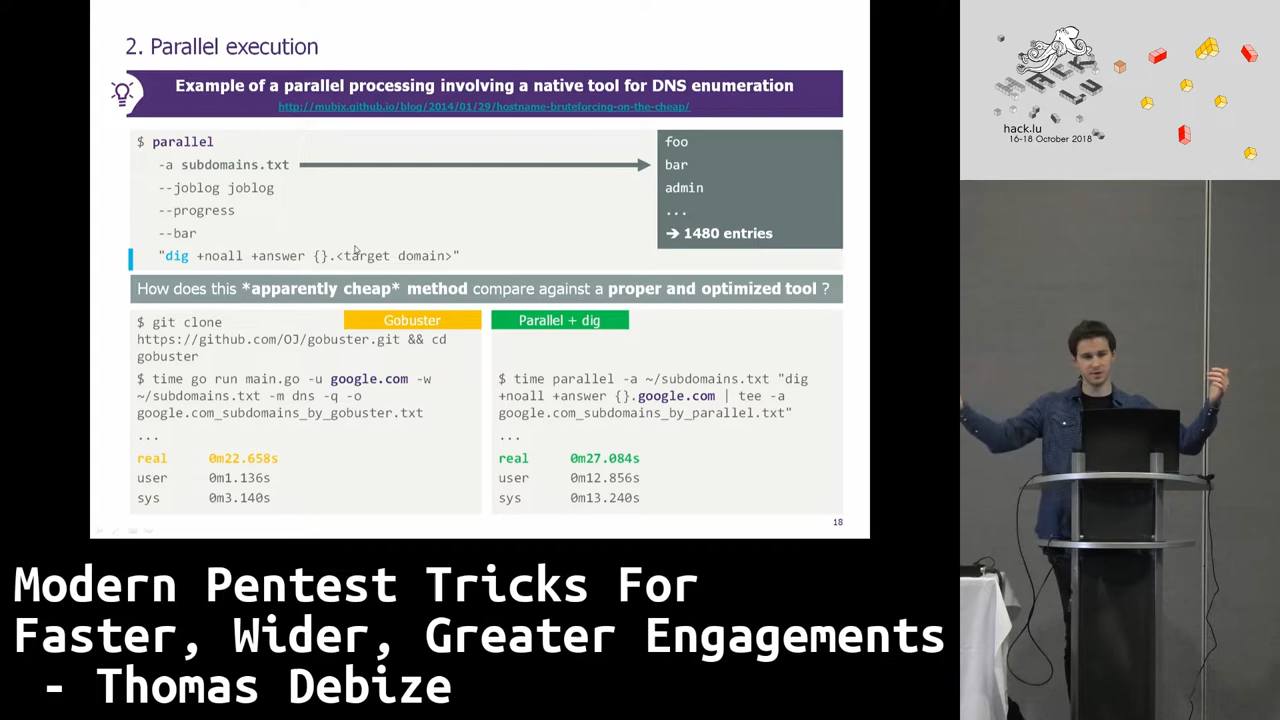 2. Parallel execution
Example of a parallel processing involving a native tool for DNS enumeration
http://mubix.github.io/blog/2014/01/29/hostname-bruteforcing-on-the-cheap/
$ parallel
-a subdomains.txt
--joblog joblog
--progress
--bar
"dig +noall +answer {}.<target domain>"
foo
bar
admin
...
→ 1480 entries
How does this *apparently cheap* method compare against a proper and optimized tool ?
Gobuster
$ git clone
https://github.com/OJ/gobuster.git && cd
gobuster
$ time go run main.go -u google.com -w
~/subdomains.txt -m dns -q -o
google.com_subdomains_by_gobuster.txt
...
real 0m22.658s
user 0m1.136s
sys 0m3.140s
Parallel + dig
$ time parallel -a ~/subdomains.txt "dig
+noall +answer {}.google.com | tee -a
google.com_subdomains_by_parallel.txt"
...
real 0m27.084s
user 0m12.856s
sys 0m13.240s
18
hack.lu
16-18 October 2018
Modern Pentest Tricks For
Faster, Wider, Greater Engagements
- Thomas Debize